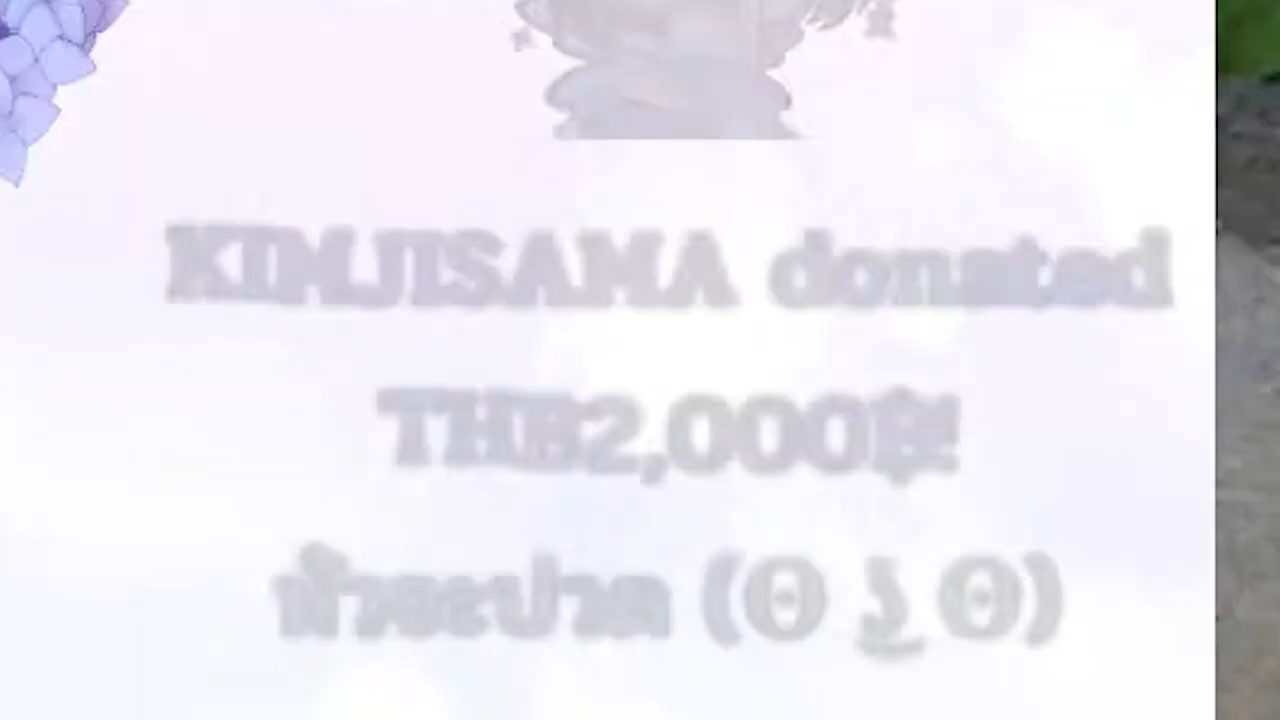 KIMJISAMA donated
THB2,000฿!
(ʘ ͜ʖ ʘ)